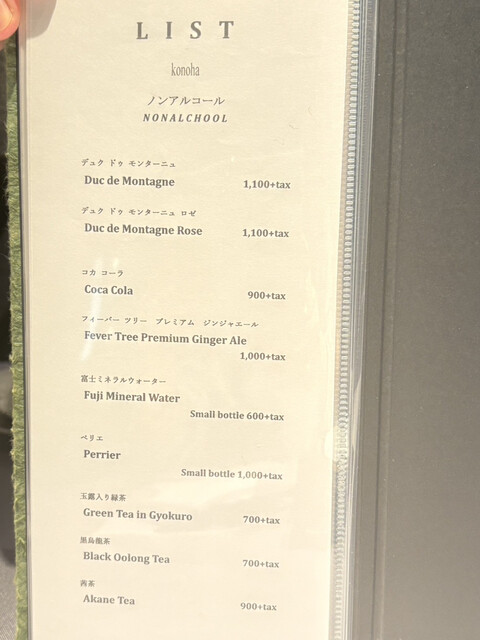 LIST
konoha
ノンアルコール
NONALCHOOL
デュク ドゥ モンターニュ
Duc de Montagne 1,100+tax
デュク ドゥ モンターニュ ロゼ
Duc de Montagne Rose 1,100+tax
コカ コーラ
Coca Cola 900+tax
フィーバー ツリー プレミアム ジンジャエール
Fever Tree Premium Ginger Ale
1,000+tax
富士ミネラルウォーター
Fuji Mineral Water
Small bottle 600+tax
ペリエ
Perrier
Small bottle 1,000+tax
玉露入り緑茶
Green Tea in Gyokuro 700+tax
黒烏龍茶
Black Oolong Tea 700+tax
茜茶
Akane Tea 900+tax